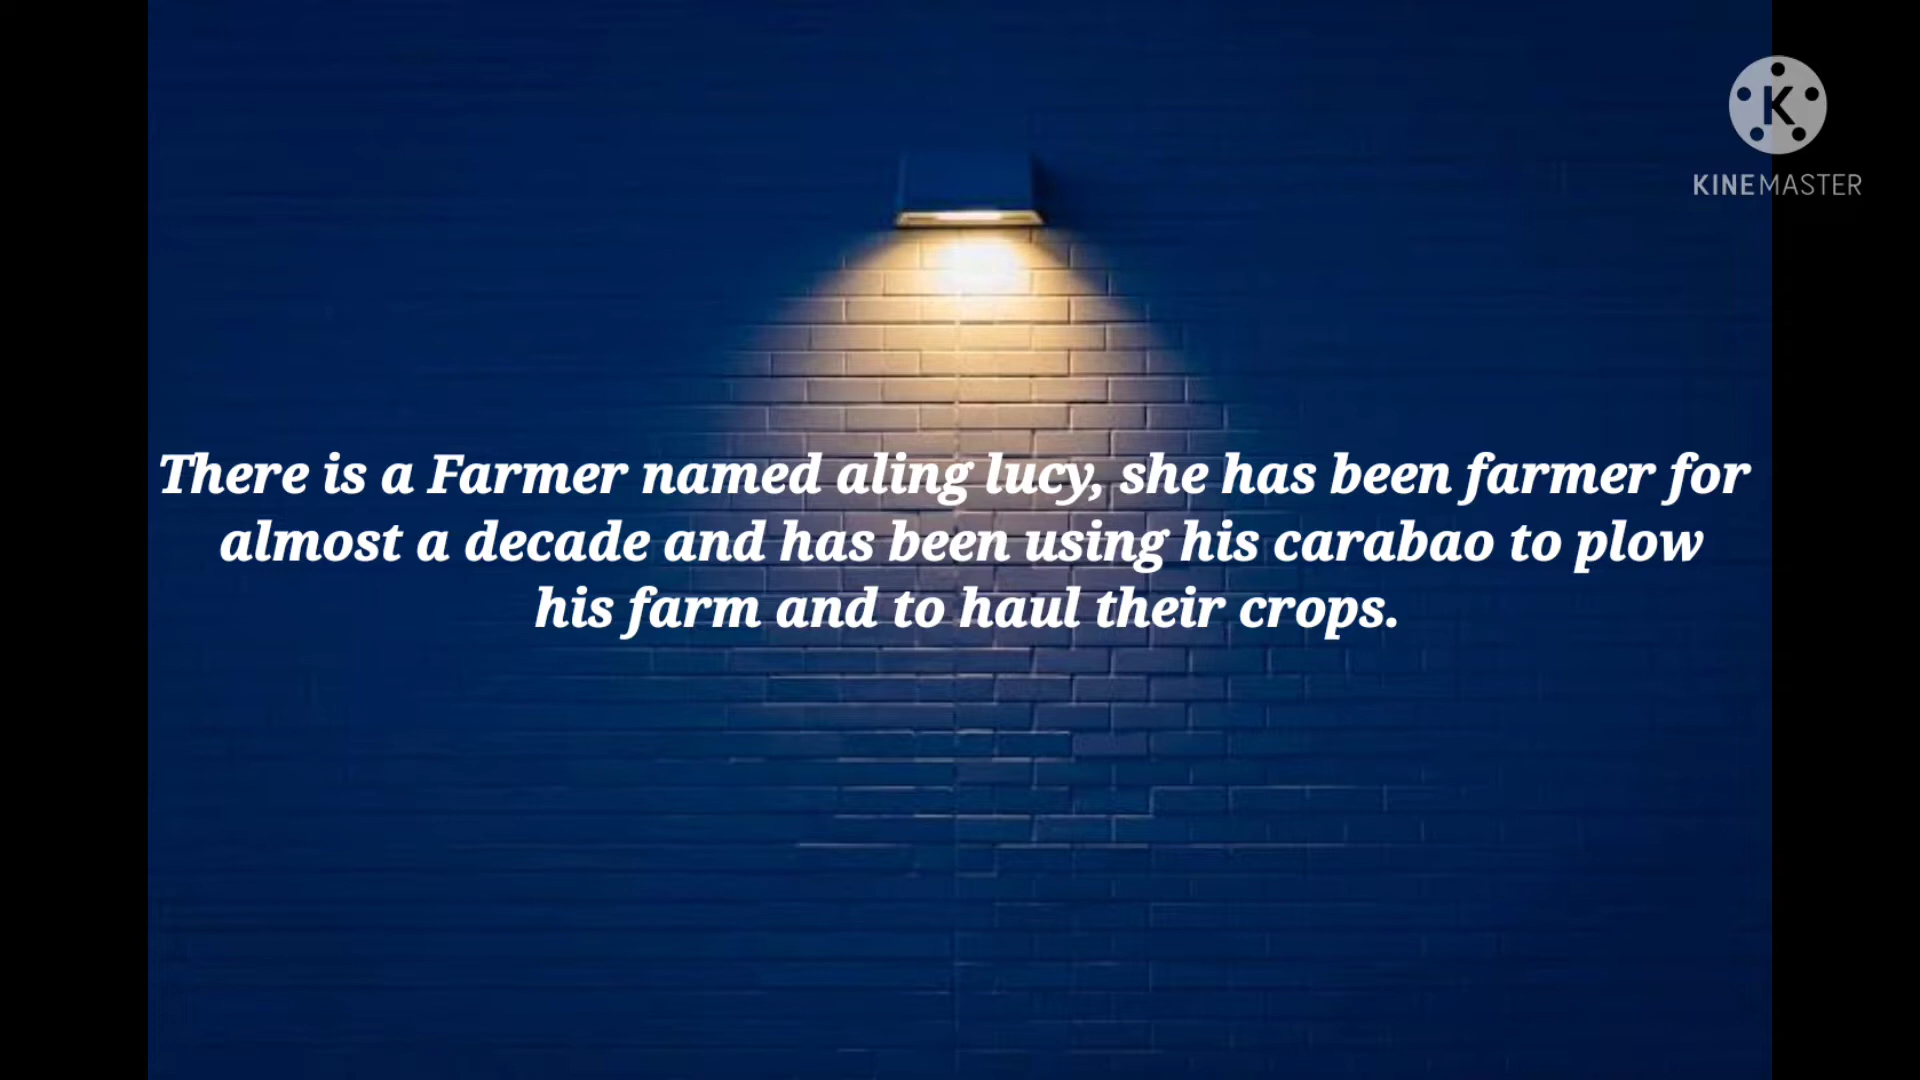 KINEMASTER
There is a Farmer named aling lucy, she has been farmer for
almost a decade and has been using his carabao to plow
his farm and to haul their crops.